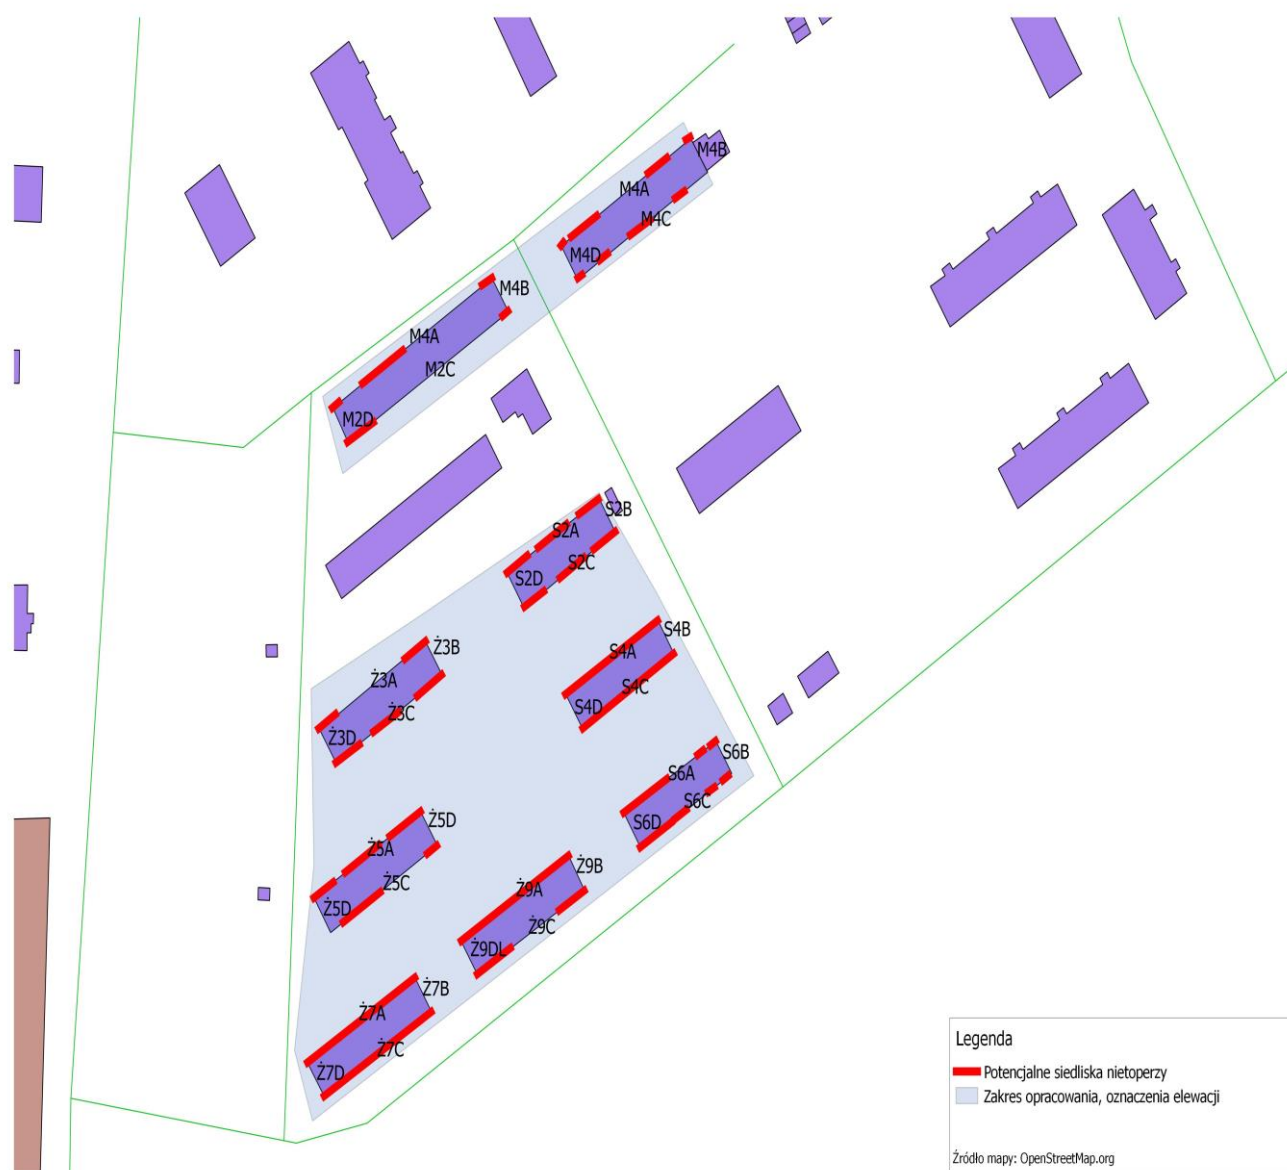 M4B
M4A
M4C
M4D
M4B
M4A
M2C
M2D
S2B
S2A
S2C
S2D
S4B
Ż3B
S4A
Ż3A
S4C
S4D
Ż3C
Ż3D
S6B
S6A
S6C
Ż5D
S6D
Ż5A
Ż9B
Ż5C
Ż9A
Ż5D
Ż9C
Ż9DL
Ż7B
Ż7A
Ż7C
Ż7D
Legenda
Potencjalne siedliska nietoperzy
Zakres opracowania, oznaczenia elewacji
Źródło mapy: OpenStreetMap.org